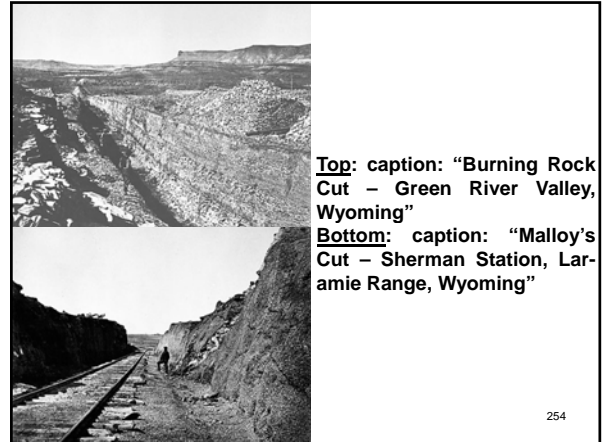 Top: caption: “Burning Rock
Cut – Green River Valley,
Wyoming”
Bottom: caption: “Malloy’s
Cut – Sherman Station, Lar-
amie Range, Wyoming”
254